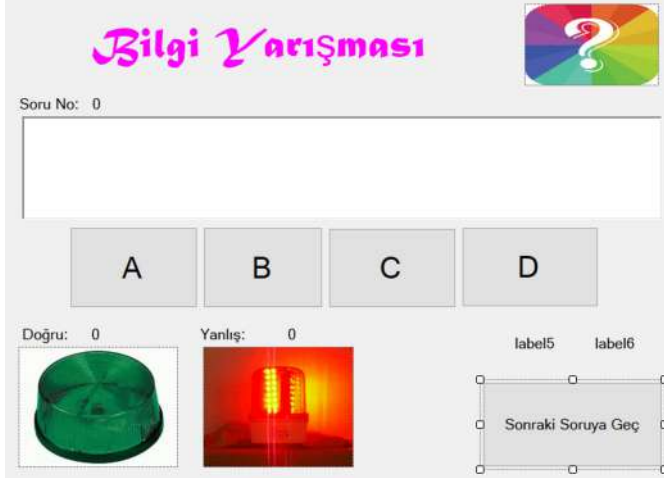 Bilgi Yarışması
?
Soru No: 0
A B C D
Doğru: 0 Yanlış: 0
label5 label6
Sonraki Soruya Geç